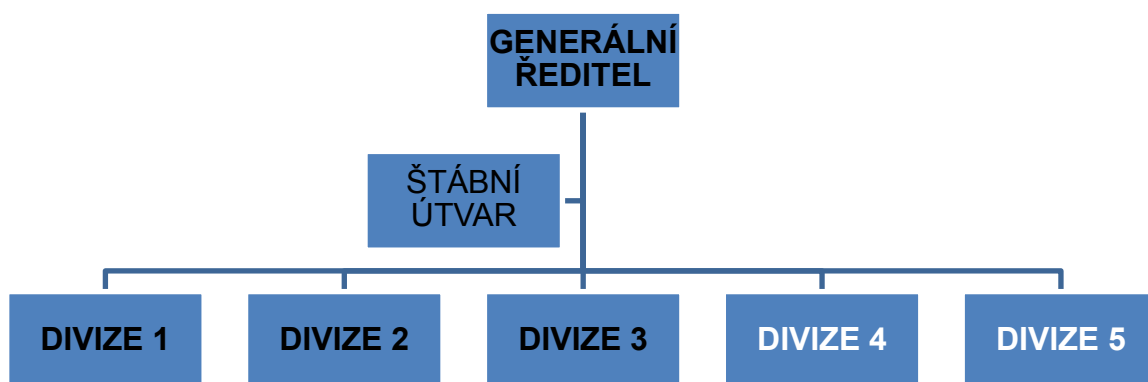 GENERÁLNÍ
ŘEDITEL
ŠTÁBNÍ
ÚTVAR
DIVIZE 1
DIVIZE 2
DIVIZE 3
DIVIZE 4
DIVIZE 5